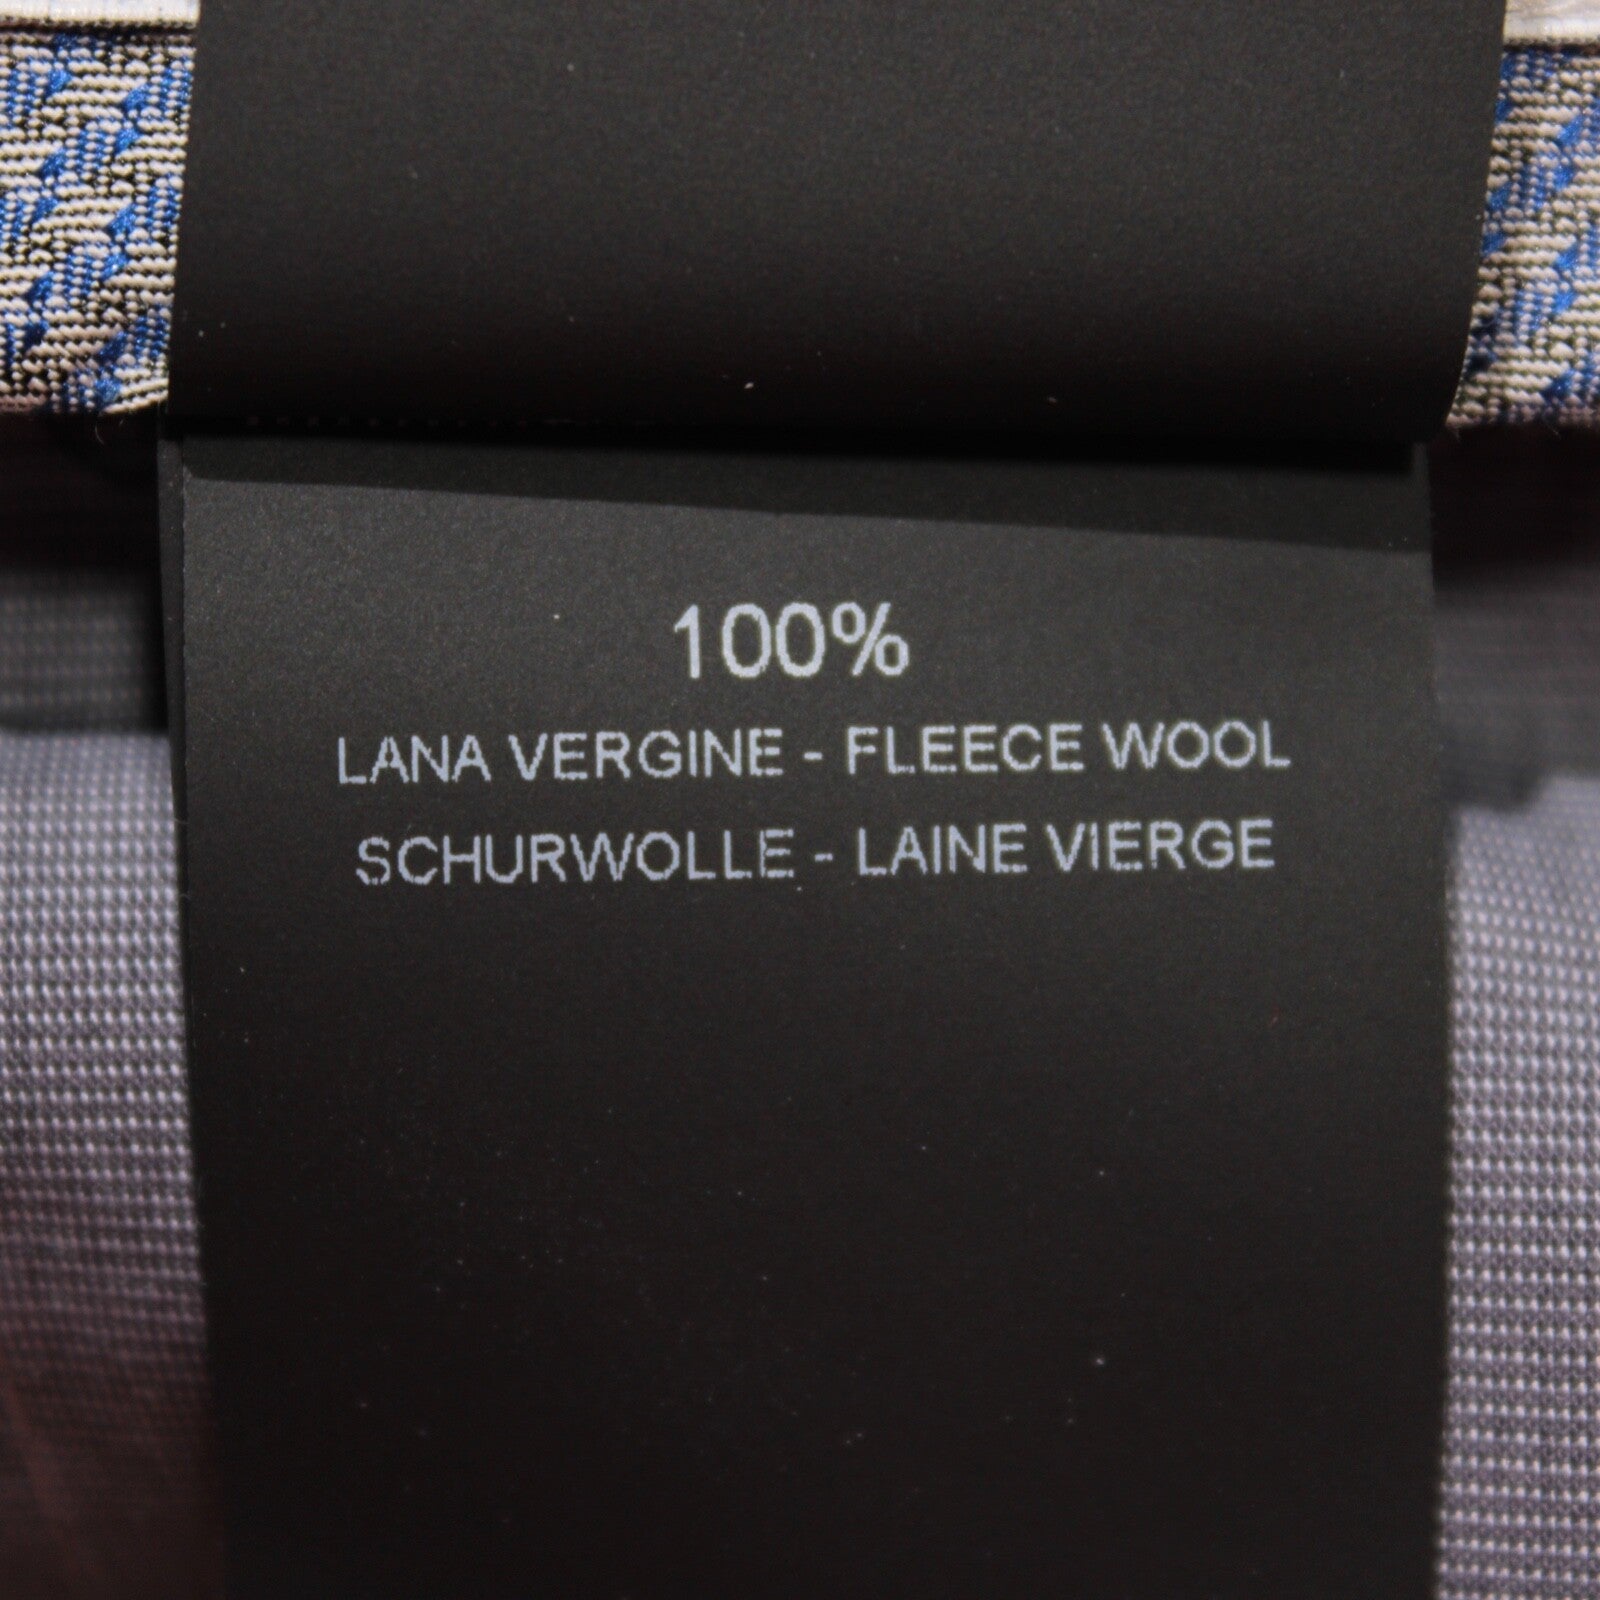 100%
LANA VERGINE - FLEECE WOOL
SCHURWOLLE - LAINE VIERGE